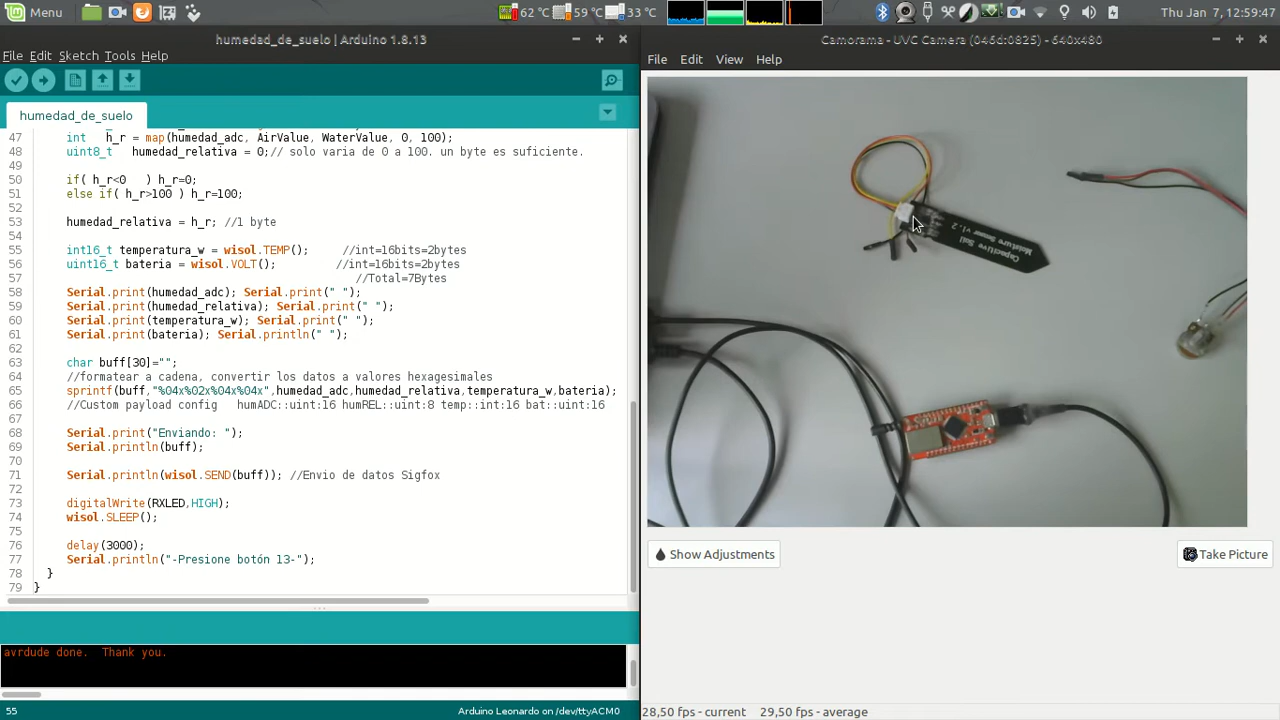 Menu
62 °C
59 °C
33 °C
Thu Jan 7, 12:59:47
humedad_de_suelo | Arduino 1.8.13
File Edit Sketch Tools Help
humedad_de_suelo
47 int h_r = map(humedad_adc, AirValue, WaterValue, 0, 100);
48 uint8_t humedad_relativa = 0;// solo varia de 0 a 100. un byte es suficiente.
49
50 if( h_r<0 ) h_r=0;
51 else if( h_r>100 ) h_r=100;
52
53 humedad_relativa = h_r; //1 byte
54
55 int16_t temperatura_w = wisol.TEMP(); //int=16bits=2bytes
56 uint16_t bateria = wisol.VOLT(); //int=16bits=2bytes
57 //Total=7Bytes
58 Serial.print(humedad_adc); Serial.print(" ");
59 Serial.print(humedad_relativa); Serial.print(" ");
60 Serial.print(temperatura_w); Serial.print(" ");
61 Serial.print(bateria); Serial.println(" ");
62
63 char buff[30]="";
64 //formatear a cadena, convertir los datos a valores hexagesimales
65 sprintf(buff,"%04x%02x%04x%04x",humedad_adc,humedad_relativa,temperatura_w,bateria);
66 //Custom payload config humADC::uint:16 humREL::uint:8 temp::int:16 bat::uint:16
67
68 Serial.print("Enviando: ");
69 Serial.println(buff);
70
71 Serial.println(wisol.SEND(buff)); //Envio de datos Sigfox
72
73 digitalWrite(RXLED,HIGH);
74 wisol.SLEEP();
75
76 delay(3000);
77 Serial.println("-Presione botón 13-");
78 }
79 }
avrdude done. Thank you.
55
Arduino Leonardo on /dev/ttyACM0
Camorama - UVC Camera (046d:0825) - 640x480
File Edit View Help
Capacitive Soil
Moisture Sensor v1.2
Show Adjustments
Take Picture
28,50 fps - current 29,50 fps - average